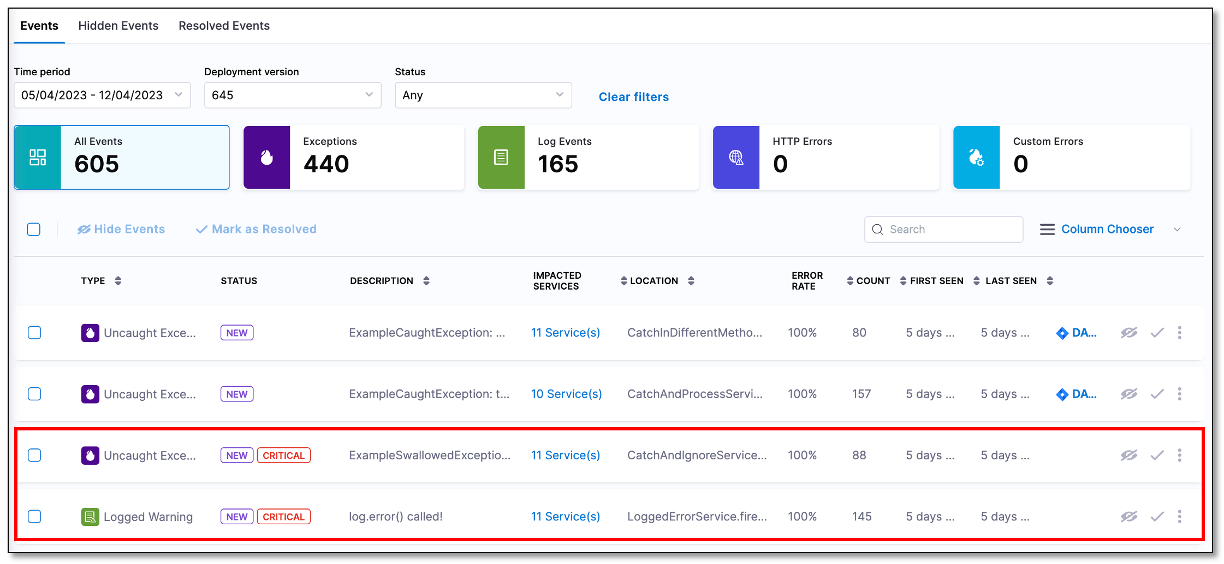 Events Hidden Events Resolved Events
Time period Deployment version Status
05/04/2023 - 12/04/2023 645 Any Clear filters
All Events Exceptions Log Events HTTP Errors Custom Errors
605 440 165 0 0
Hide Events Mark as Resolved Search Column Chooser
TYPE STATUS DESCRIPTION IMPACTED SERVICES LOCATION ERROR RATE COUNT FIRST SEEN LAST SEEN
Uncaught Exce... NEW ExampleCaughtException: ... 11 Service(s) CatchInDifferentMetho... 100% 80 5 days ... 5 days ... DA...
Uncaught Exce... NEW ExampleCaughtException: t... 10 Service(s) CatchAndProcessServi... 100% 157 5 days ... 5 days ... DA...
Uncaught Exce... NEW CRITICAL ExampleSwallowedExceptio... 11 Service(s) CatchAndIgnoreService... 100% 88 5 days ... 5 days ...
Logged Warning NEW CRITICAL log.error() called! 11 Service(s) LoggedErrorService.fire... 100% 145 5 days ... 5 days ...